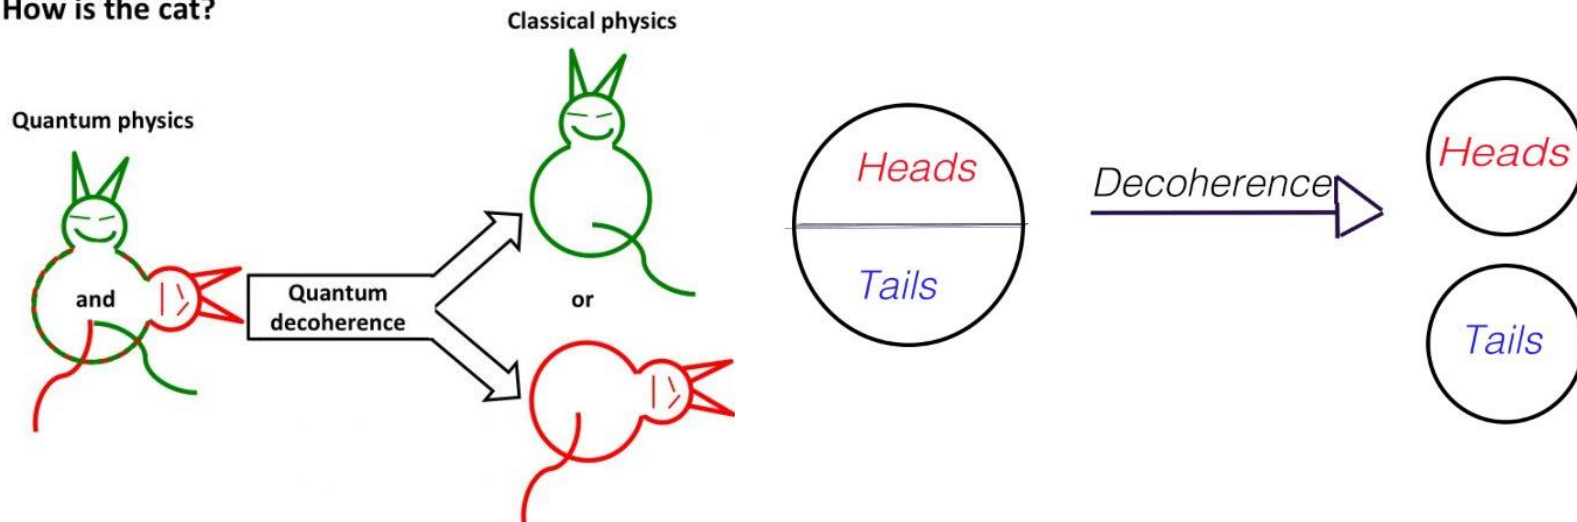 How is the cat?
Classical physics
Quantum physics
and
Quantum
decoherence
or
Heads
Tails
Decoherence
Heads
Tails